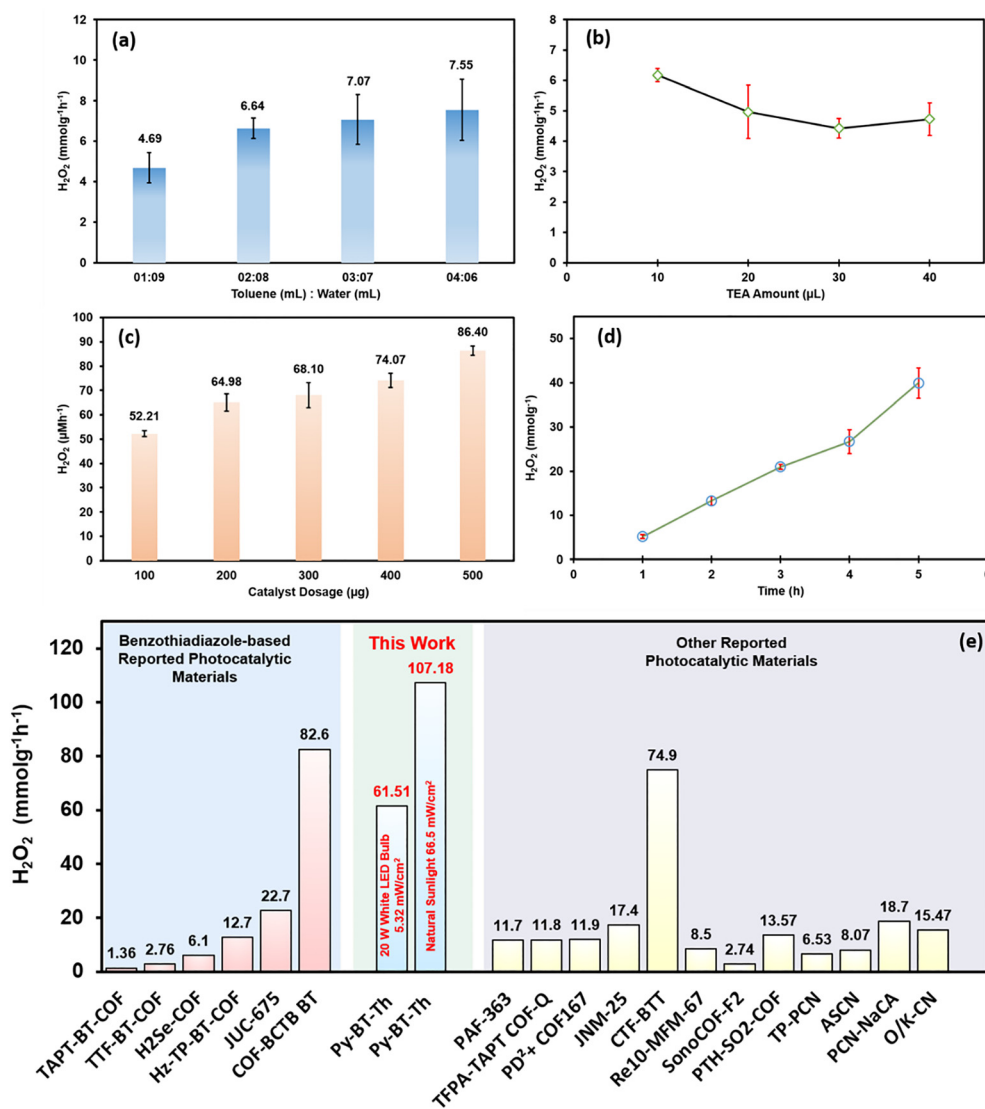 (a)
H₂O₂ (mmolg⁻¹h⁻¹)
12
10
8
6
4
2
0
4.69
6.64
7.07
7.55
01:09
02:08
03:07
04:06
Toluene (mL) : Water (mL)
(b)
H₂O₂ (mmolg⁻¹h⁻¹)
8
7
6
5
4
3
2
1
0
0
10
20
30
40
TEA Amount (µL)
(c)
H₂O₂ (µMh⁻¹)
100
90
80
70
60
50
40
30
20
10
0
52.21
64.98
68.10
74.07
86.40
100
200
300
400
500
Catalyst Dosage (µg)
(d)
H₂O₂ (mmolg⁻¹)
50
40
30
20
10
0
0
1
2
3
4
5
Time (h)
(e)
H₂O₂ (mmolg⁻¹h⁻¹)
120
100
80
60
40
20
0
Benzothiadiazole-based
Reported Photocatalytic
Materials
This Work
Other Reported
Photocatalytic Materials
1.36
2.76
6.1
12.7
22.7
82.6
61.51
107.18
20 W White LED Bulb
5.32 mW/cm²
Natural Sunlight 66.5 mW/cm²
11.7
11.8
11.9
17.4
74.9
8.5
2.74
13.57
6.53
8.07
18.7
15.47
TAPT-BT-COF
TTF-BT-COF
H2Se-COF
Hz-TP-BT-COF
JUC-675
COF-BCTB BT
Py-BT-Th
Py-BT-Th
PAF-363
TFPA-TAPT COF-Q
PD²+ COF167
JNM-25
CTF-BTT
Re10-MFM-67
SonoCOF-F2
PTH-SO2-COF
TP-PCN
ASCN
PCN-NaCA
O/K-CN